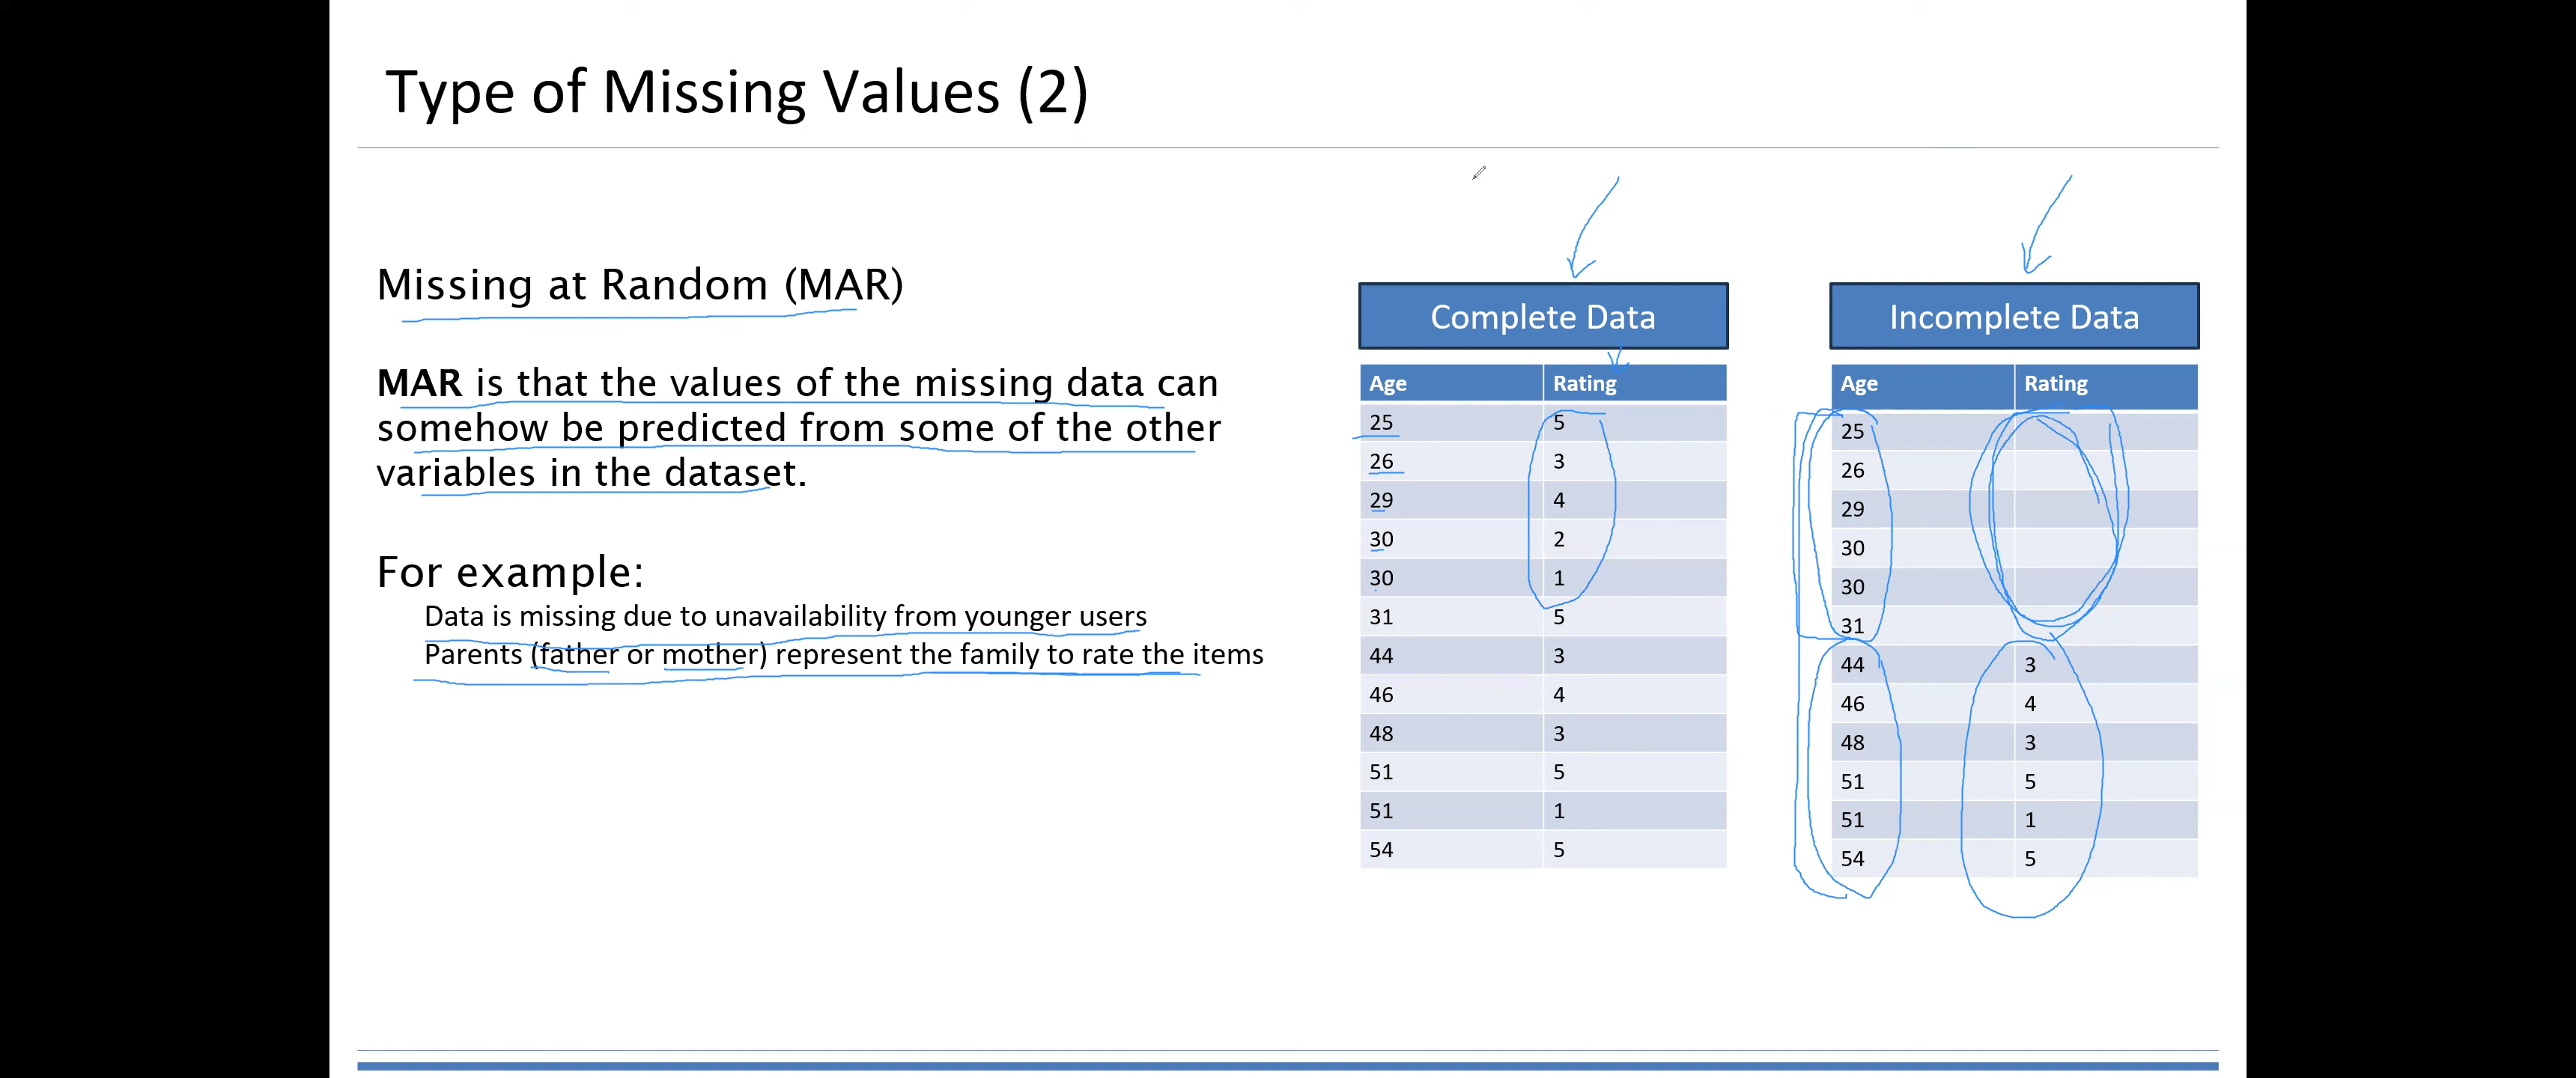 Type of Missing Values (2)
Missing at Random (MAR)
MAR is that the values of the missing data can
somehow be predicted from some of the other
variables in the dataset.
For example:
Data is missing due to unavailability from younger users
Parents (father or mother) represent the family to rate the items
Complete Data
Age Rating
25 5
26 3
29 4
30 2
30 1
31 5
44 3
46 4
48 3
51 5
51 1
54 5
Incomplete Data
Age Rating
25
26
29
30
30
31
44 3
46 4
48 3
51 5
51 1
54 5